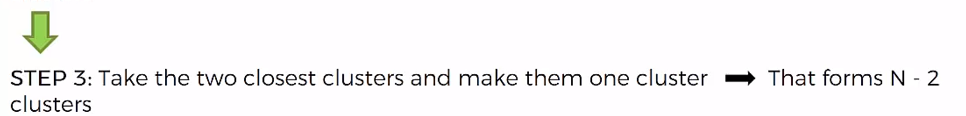 STEP 3: Take the two closest clusters and make them one cluster ➡ That forms N - 2
clusters